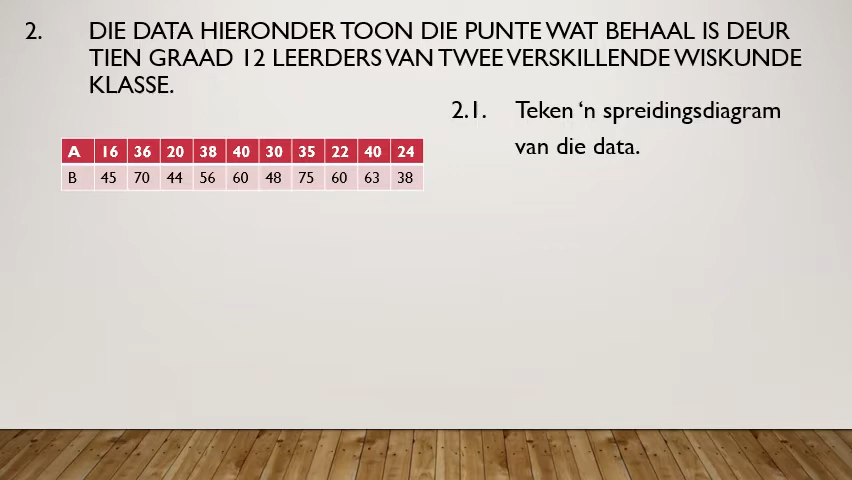 2. DIE DATA HIERONDER TOON DIE PUNTE WAT BEHAAL IS DEUR
TIEN GRAAD 12 LEERDERS VAN TWEE VERSKILLENDE WISKUNDE
KLASSE.
2.1. Teken ‘n spreidingsdiagram
van die data.
A 16 36 20 38 40 30 35 22 40 24
B 45 70 44 56 60 48 75 60 63 38